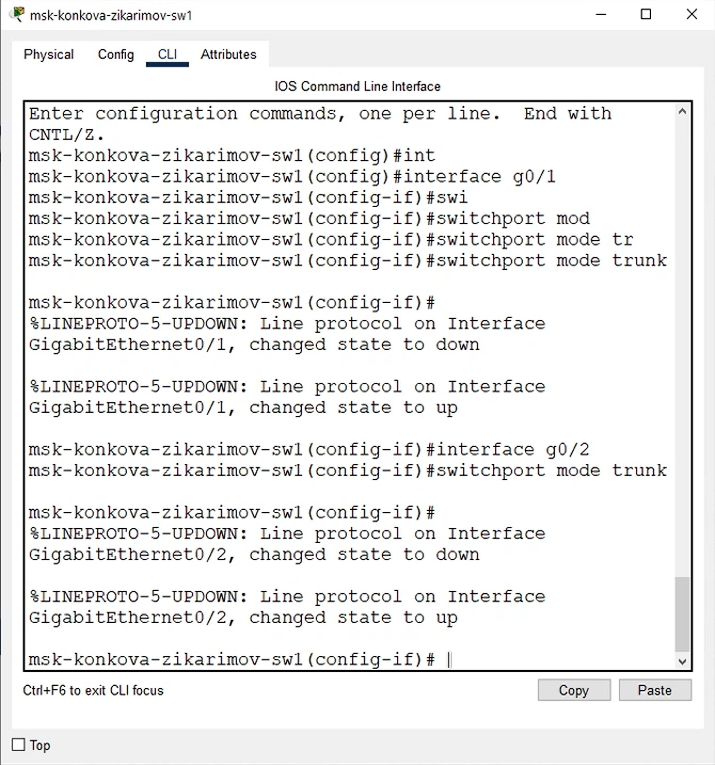 msk-konkova-zikarimov-sw1
Physical Config CLI Attributes
IOS Command Line Interface
Enter configuration commands, one per line.  End with
CNTL/Z.
msk-konkova-zikarimov-sw1(config)#int
msk-konkova-zikarimov-sw1(config)#interface g0/1
msk-konkova-zikarimov-sw1(config-if)#swi
msk-konkova-zikarimov-sw1(config-if)#switchport mod
msk-konkova-zikarimov-sw1(config-if)#switchport mode tr
msk-konkova-zikarimov-sw1(config-if)#switchport mode trunk
msk-konkova-zikarimov-sw1(config-if)#
%LINEPROTO-5-UPDOWN: Line protocol on Interface
GigabitEthernet0/1, changed state to down
%LINEPROTO-5-UPDOWN: Line protocol on Interface
GigabitEthernet0/1, changed state to up
msk-konkova-zikarimov-sw1(config-if)#interface g0/2
msk-konkova-zikarimov-sw1(config-if)#switchport mode trunk
msk-konkova-zikarimov-sw1(config-if)#
%LINEPROTO-5-UPDOWN: Line protocol on Interface
GigabitEthernet0/2, changed state to down
%LINEPROTO-5-UPDOWN: Line protocol on Interface
GigabitEthernet0/2, changed state to up
msk-konkova-zikarimov-sw1(config-if)#
Ctrl+F6 to exit CLI focus Copy Paste
Top